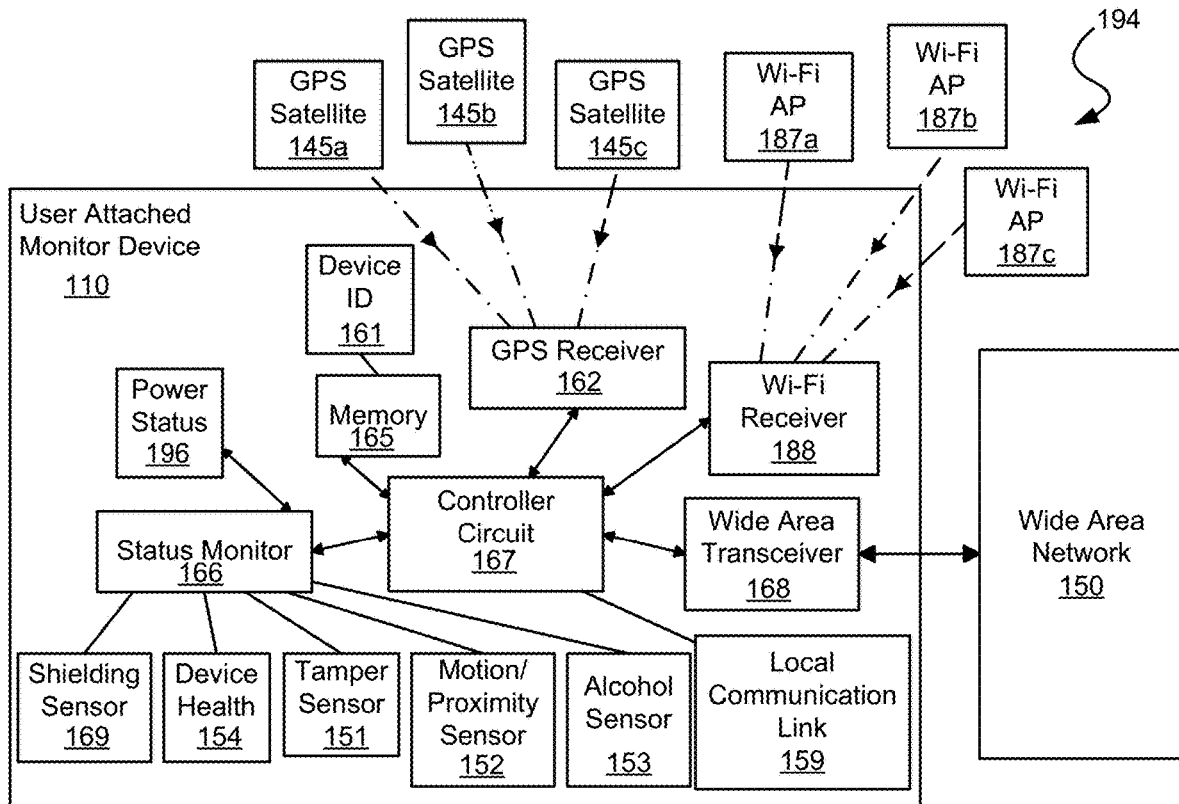 194
GPS
Satellite
145a
GPS
Satellite
145b
GPS
Satellite
145c
Wi-Fi
AP
187a
Wi-Fi
AP
187b
Wi-Fi
AP
187c
User Attached
Monitor Device
110
Device
ID
161
GPS Receiver
162
Wi-Fi
Receiver
188
Power
Status
196
Memory
165
Controller
Circuit
167
Status Monitor
166
Wide Area
Transceiver
168
Wide Area
Network
150
Shielding
Sensor
169
Device
Health
154
Tamper
Sensor
151
Motion/
Proximity
Sensor
152
Alcohol
Sensor
153
Local
Communication
Link
159